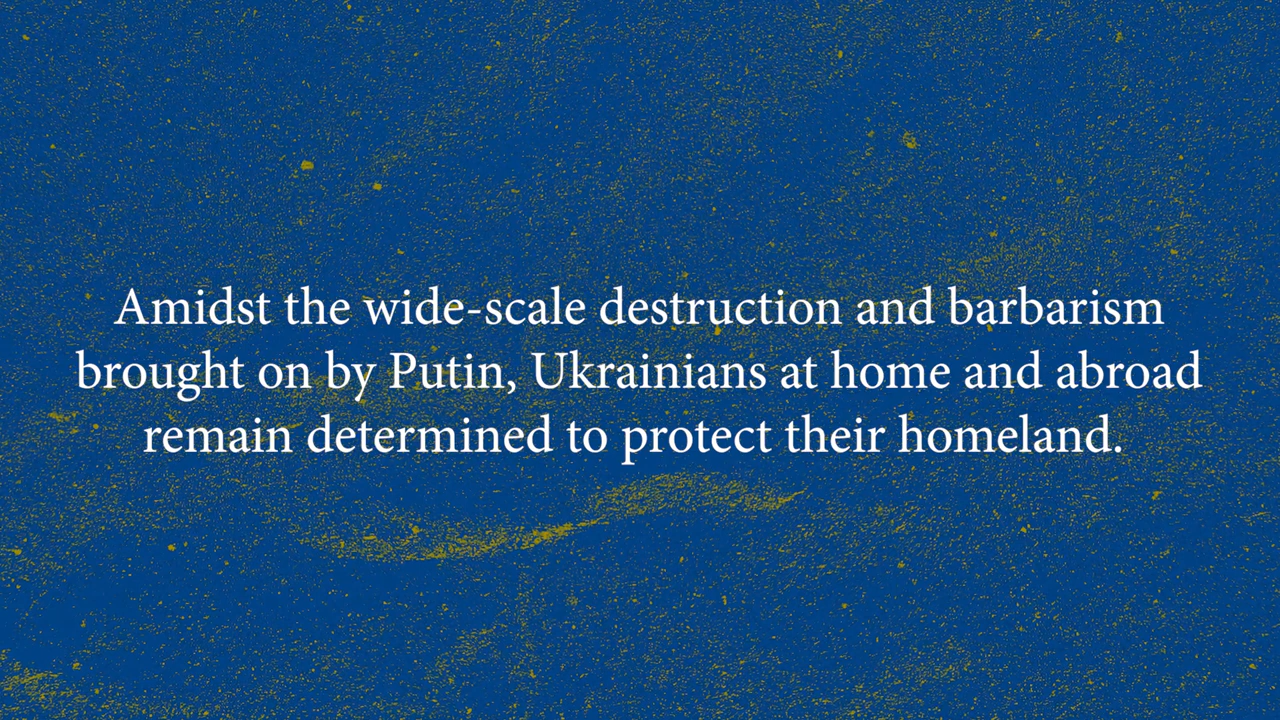 Amidst the wide-scale destruction and barbarism
brought on by Putin, Ukrainians at home and abroad
remain determined to protect their homeland.